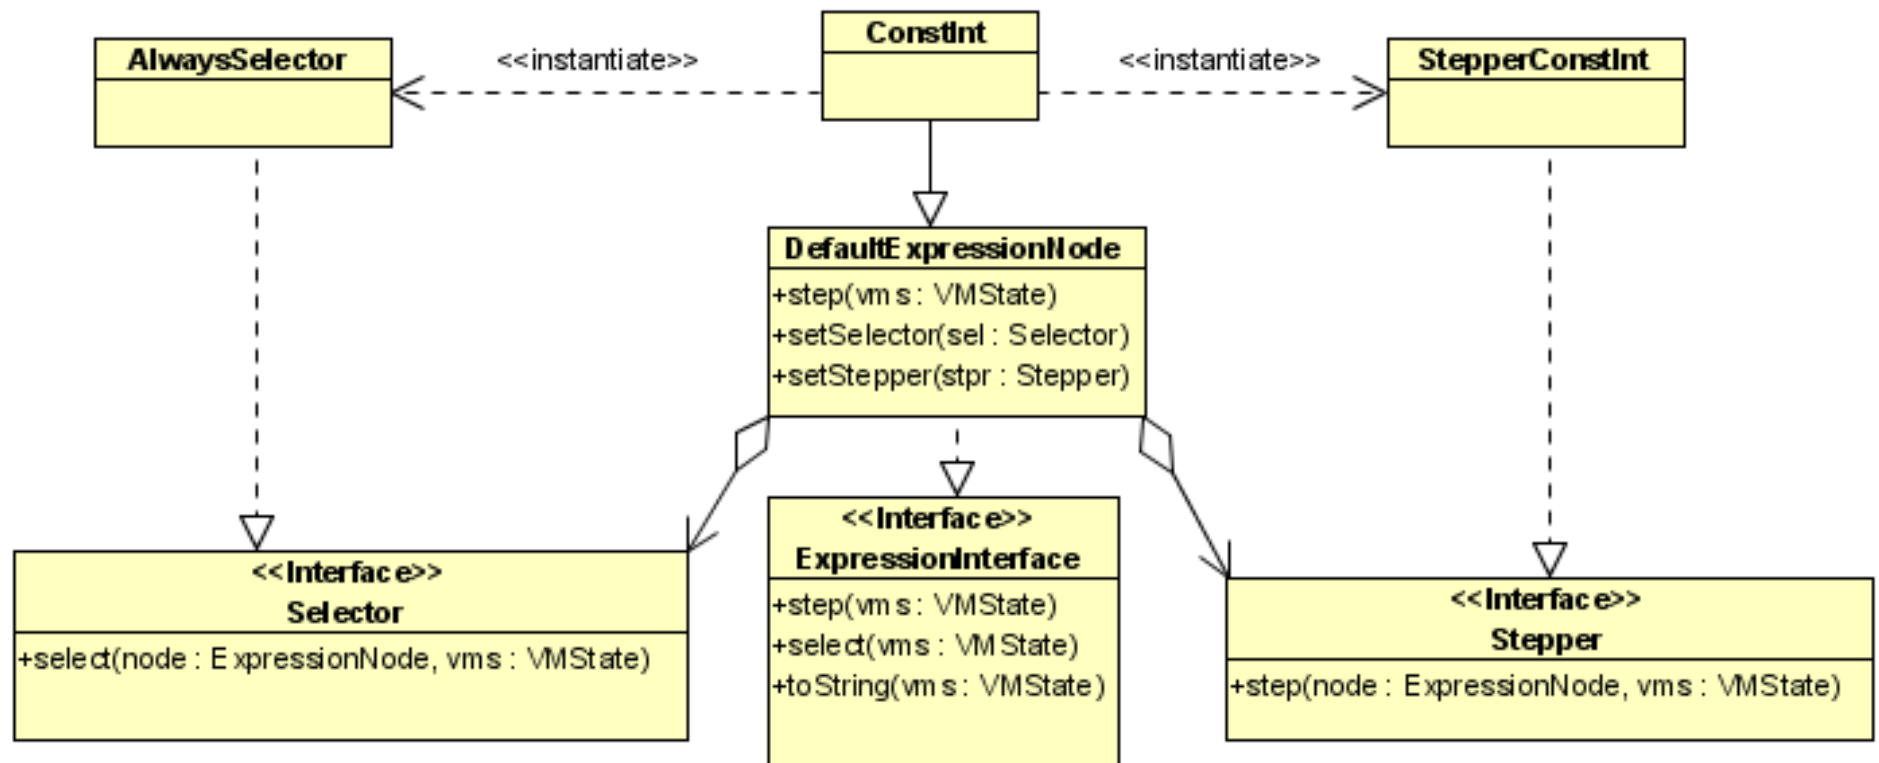 ConstInt
AlwaysSelector
<<instantiate>>
<<instantiate>>
StepperConstInt
DefaultExpressionNode
+step(vms : VMState)
+setSelector(sel : Selector)
+setStepper(stpr : Stepper)
<<Interface>>
Selector
+select(node : ExpressionNode, vms : VMState)
<<Interface>>
ExpressionInterface
+step(vms : VMState)
+select(vms : VMState)
+toString(vms : VMState)
<<Interface>>
Stepper
+step(node : ExpressionNode, vms : VMState)